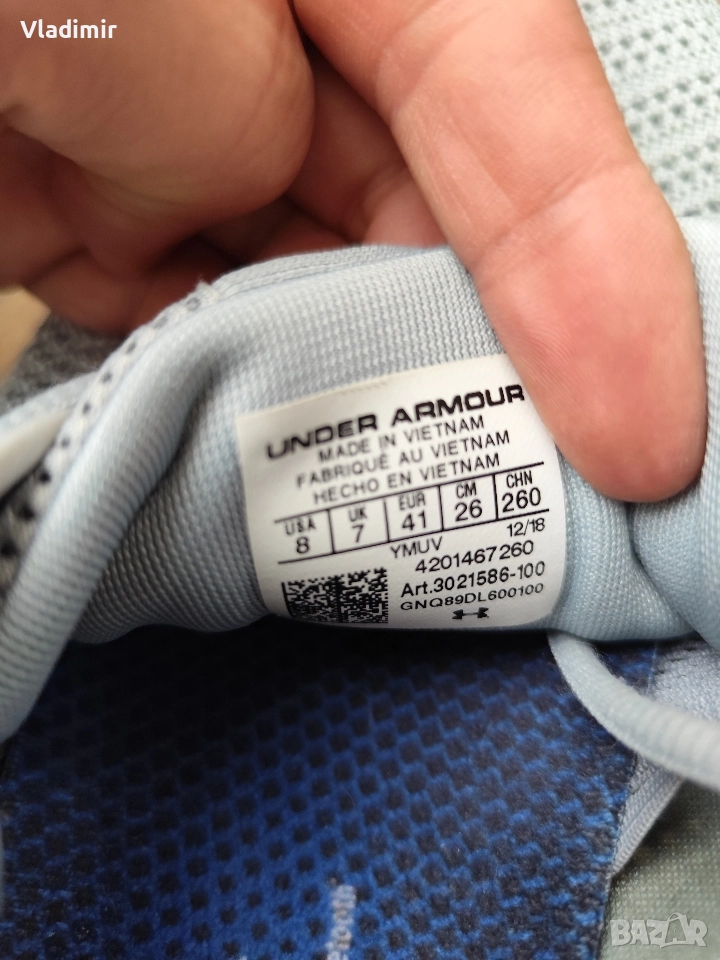 Vladimir
UNDER ARMOUR
MADE IN VIETNAM
FABRIQUÉ AU VIETNAM
HECHO EN VIETNAM
USA UK EUR CM CHN
8 7 41 26 260
YMUV 12/18
4201467260
Art.3021586-100
GNQ89DL600100
BAZAR